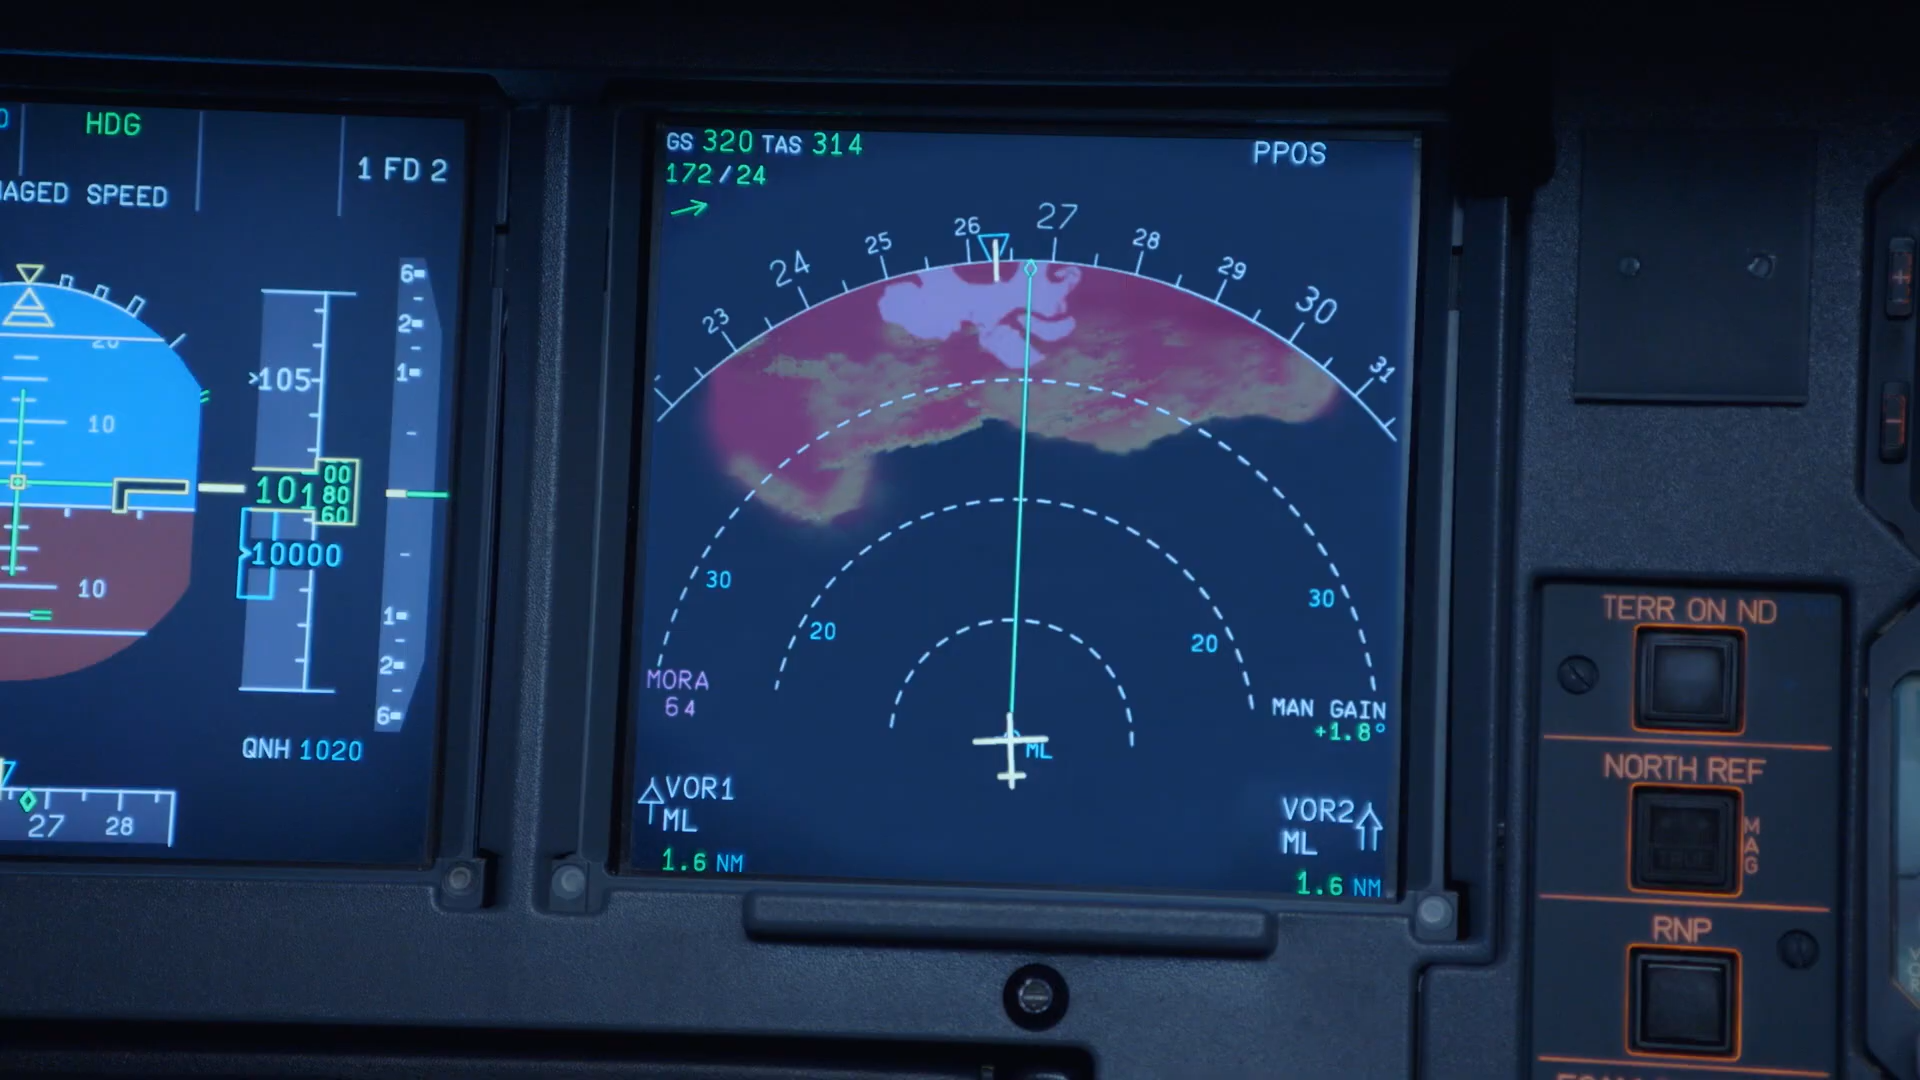 HDG
1 FD 2
MAGED SPEED
20
10
10
6
2
1
>105
00
101 80
60
>10000
1
2
6
QNH 1020
27 28
GS 320 TAS 314
172/24
PPOS
23 24 25 26 27 28 29 30 31
30 30
20 20
MORA
64
MAN GAIN
+1.8°
ML
VOR1
ML
1.6 NM
VOR2
ML
1.6 NM
TERR ON ND
NORTH REF
MAG
TRUE
RNP